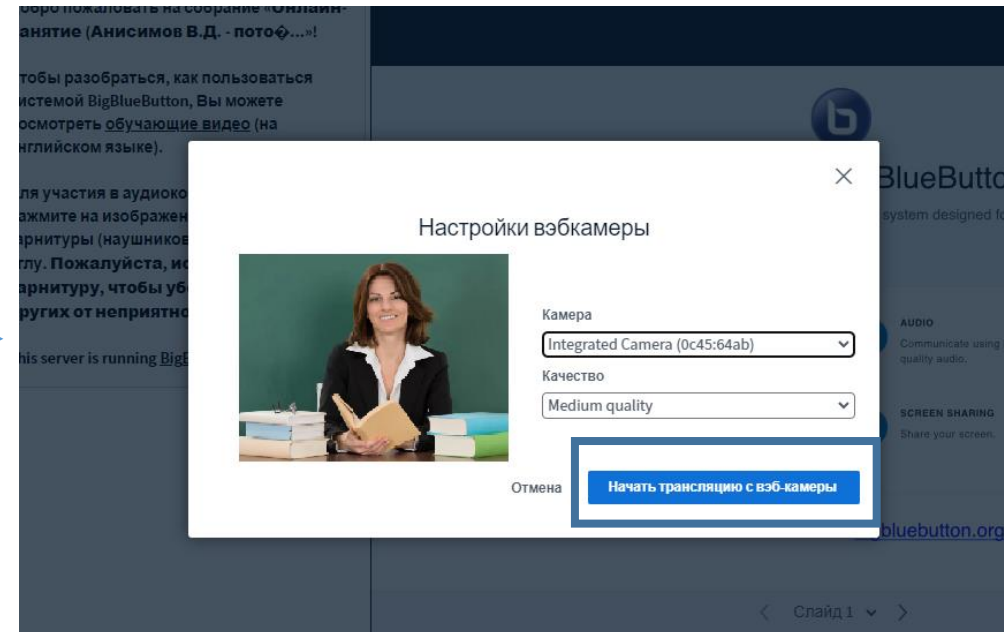 добро пожаловать на собрание «Онлайн-
анятие (Анисимов В.Д. - пото�...»!
тобы разобраться, как пользоваться
истемой BigBlueButton, Вы можете
осмотреть обучающие видео (на
нглийском языке).
ля участия в аудиоко
ажмите на изображен
арнитуры (наушников
глу. Пожалуйста, ис
арнитуру, чтобы убе
ругих от неприятно
his server is running BigB
Настройки вэбкамеры
Камера
Integrated Camera (0c45:64ab)
Качество
Medium quality
Отмена
Начать трансляцию с вэб-камеры
BlueButto
system designed fo
AUDIO
Communicate using
quality audio.
SCREEN SHARING
Share your screen.
gbluebutton.org
Слайд 1